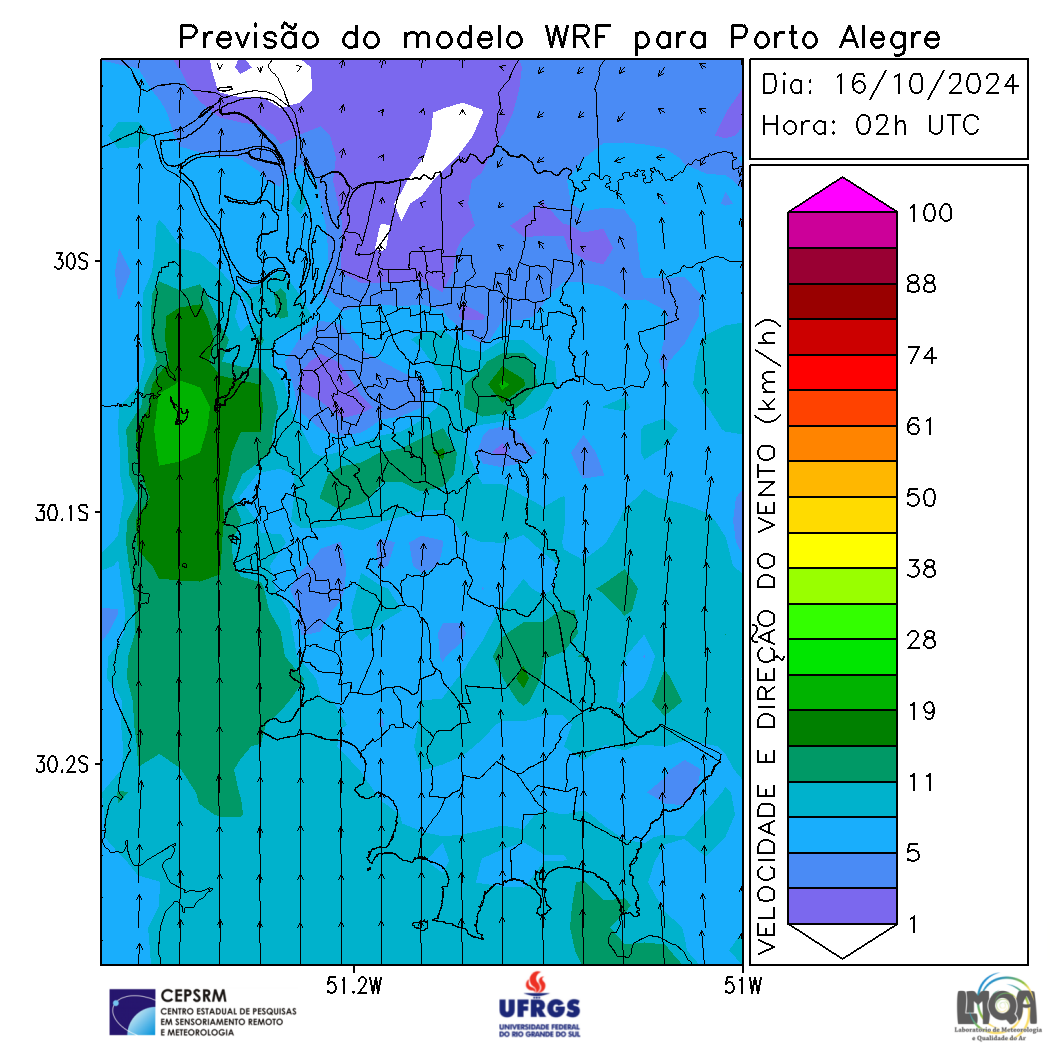 Previsão do modelo WRF para Porto Alegre
Dia: 16/10/2024
Hora: 02h UTC
30S
30.1S
30.2S
51.2W
51W
VELOCIDADE E DIREÇÃO DO VENTO (km/h)
100
88
74
61
50
38
28
19
11
5
1
CEPSRM
CENTRO ESTADUAL DE PESQUISAS
EM SENSORIAMENTO REMOTO
E METEOROLOGIA
UFRGS
UNIVERSIDADE FEDERAL
DO RIO GRANDE DO SUL
LMQA
Laboratório de Meteorologia
e Qualidade do Ar